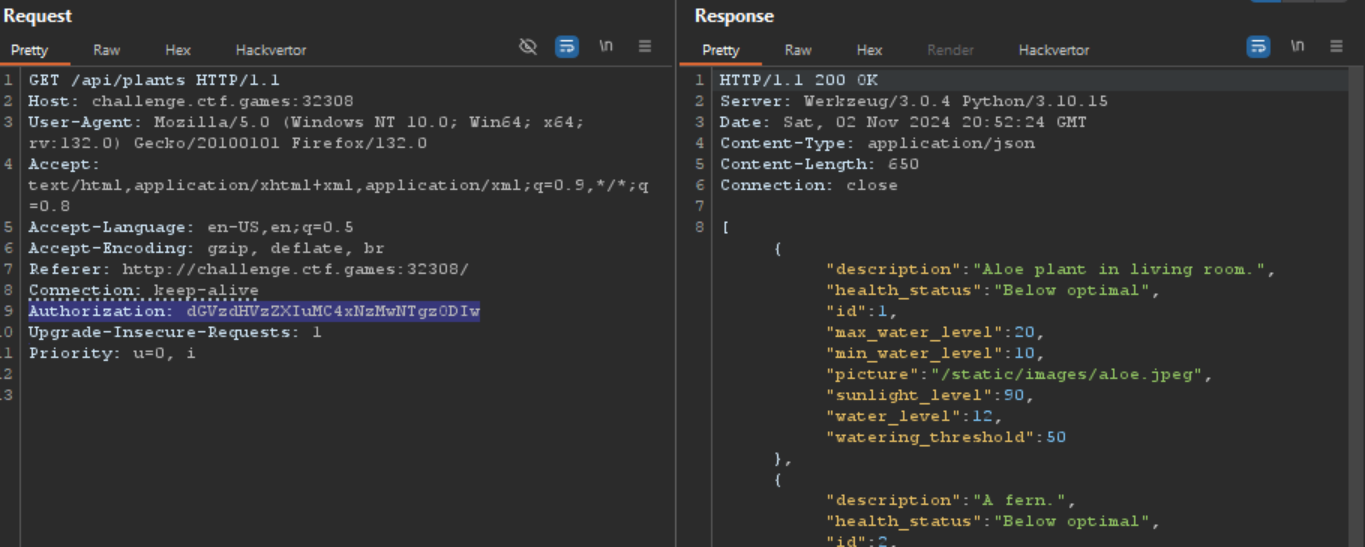 Request
Pretty Raw Hex Hackvertor \n
1 GET /api/plants HTTP/1.1
2 Host: challenge.ctf.games:32308
3 User-Agent: Mozilla/5.0 (Windows NT 10.0; Win64; x64;
rv:132.0) Gecko/20100101 Firefox/132.0
4 Accept:
text/html,application/xhtml+xml,application/xml;q=0.9,*/*;q
=0.8
5 Accept-Language: en-US,en;q=0.5
6 Accept-Encoding: gzip, deflate, br
7 Referer: http://challenge.ctf.games:32308/
8 Connection: keep-alive
9 Authorization: dGVzdHVzZXIuMC4xNzMwNTgzODIw
10 Upgrade-Insecure-Requests: 1
11 Priority: u=0, i
12
13
Response
Pretty Raw Hex Render Hackvertor \n
1 HTTP/1.1 200 OK
2 Server: Werkzeug/3.0.4 Python/3.10.15
3 Date: Sat, 02 Nov 2024 20:52:24 GMT
4 Content-Type: application/json
5 Content-Length: 650
6 Connection: close
7
8 [
{
"description":"Aloe plant in living room.",
"health_status":"Below optimal",
"id":1,
"max_water_level":20,
"min_water_level":10,
"picture":"/static/images/aloe.jpeg",
"sunlight_level":90,
"water_level":12,
"watering_threshold":50
},
{
"description":"A fern.",
"health_status":"Below optimal",
"id":2,